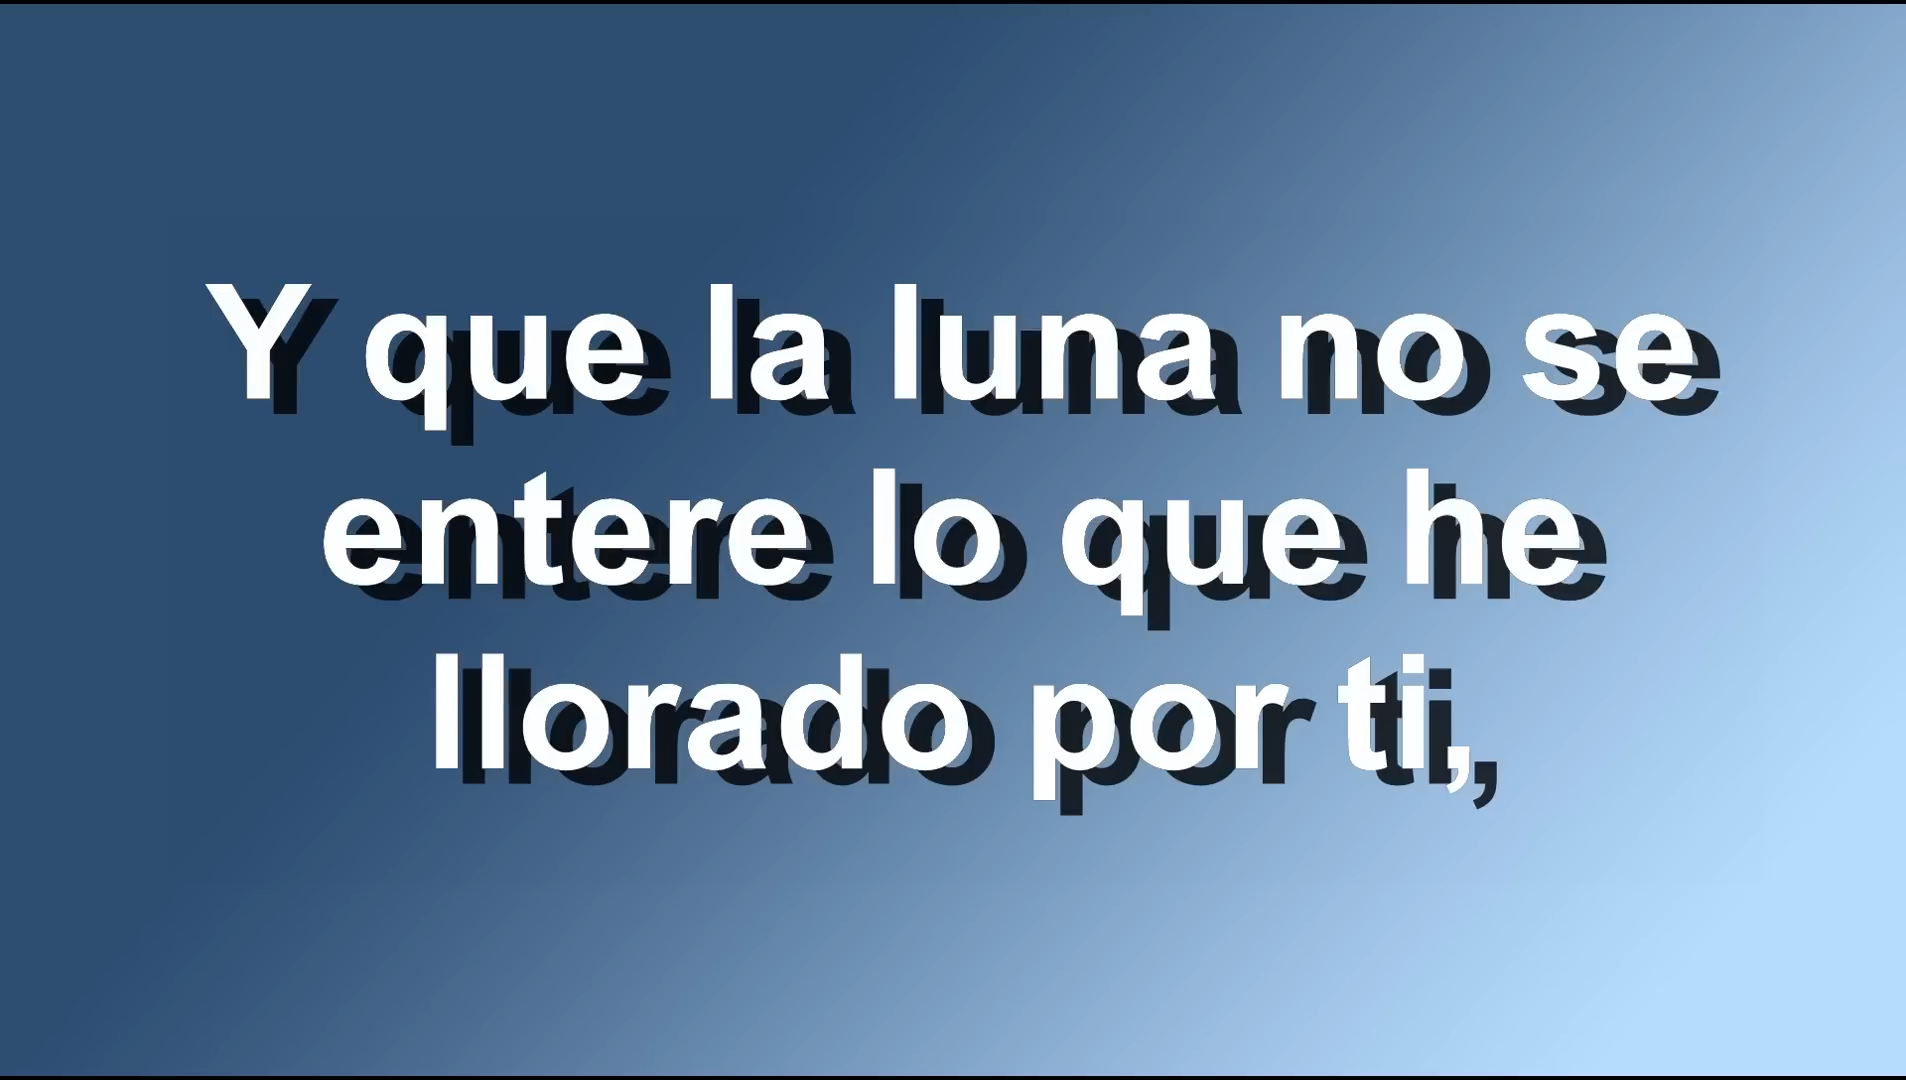 Y que la luna no se
entere lo que he
llorado por ti,